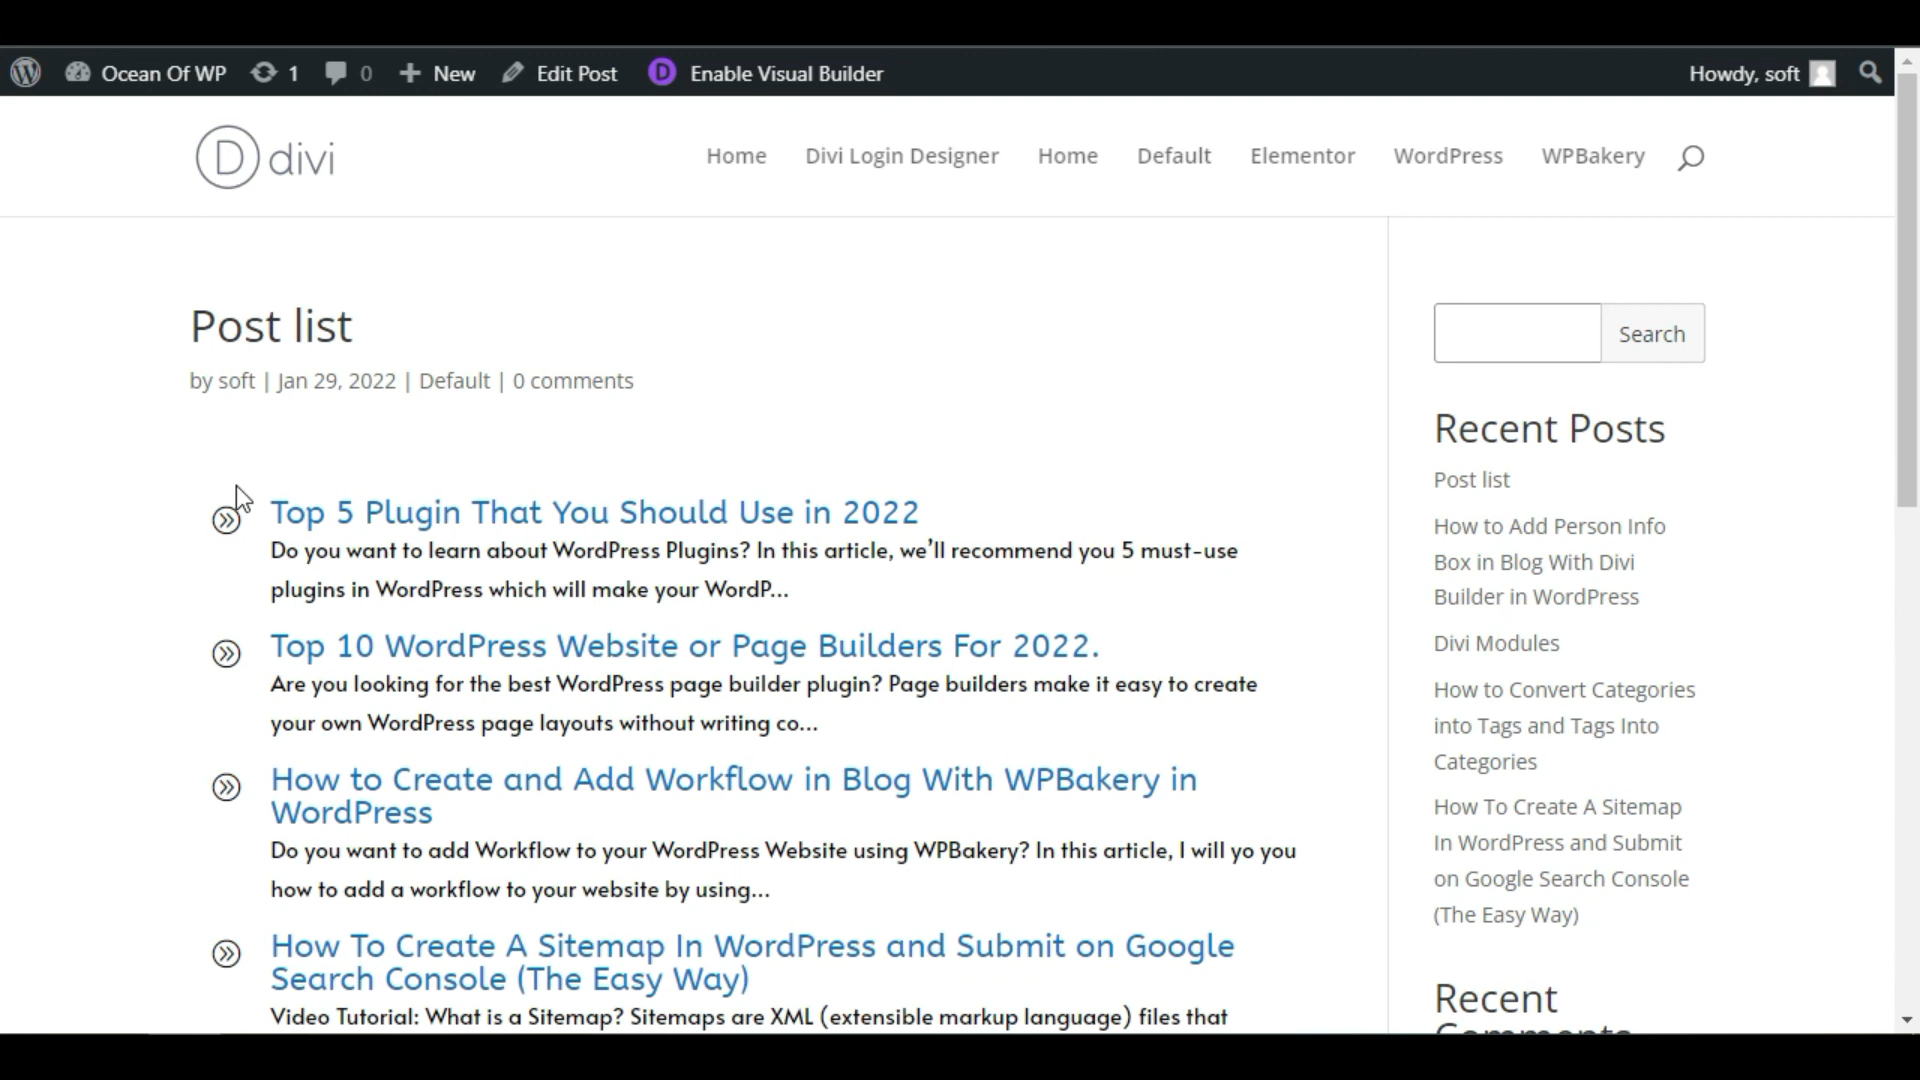 Ocean Of WP 1 0 New Edit Post D Enable Visual Builder Howdy, soft
D divi Home Divi Login Designer Home Default Elementor WordPress WPBakery
Post list
by soft | Jan 29, 2022 | Default | 0 comments
Top 5 Plugin That You Should Use in 2022
Do you want to learn about WordPress Plugins? In this article, we’ll recommend you 5 must-use
plugins in WordPress which will make your WordP...
Top 10 WordPress Website or Page Builders For 2022.
Are you looking for the best WordPress page builder plugin? Page builders make it easy to create
your own WordPress page layouts without writing co...
How to Create and Add Workflow in Blog With WPBakery in
WordPress
Do you want to add Workflow to your WordPress Website using WPBakery? In this article, I will yo you
how to add a workflow to your website by using...
How To Create A Sitemap In WordPress and Submit on Google
Search Console (The Easy Way)
Video Tutorial: What is a Sitemap? Sitemaps are XML (extensible markup language) files that
Search
Recent Posts
Post list
How to Add Person Info
Box in Blog With Divi
Builder in WordPress
Divi Modules
How to Convert Categories
into Tags and Tags Into
Categories
How To Create A Sitemap
In WordPress and Submit
on Google Search Console
(The Easy Way)
Recent
Comments